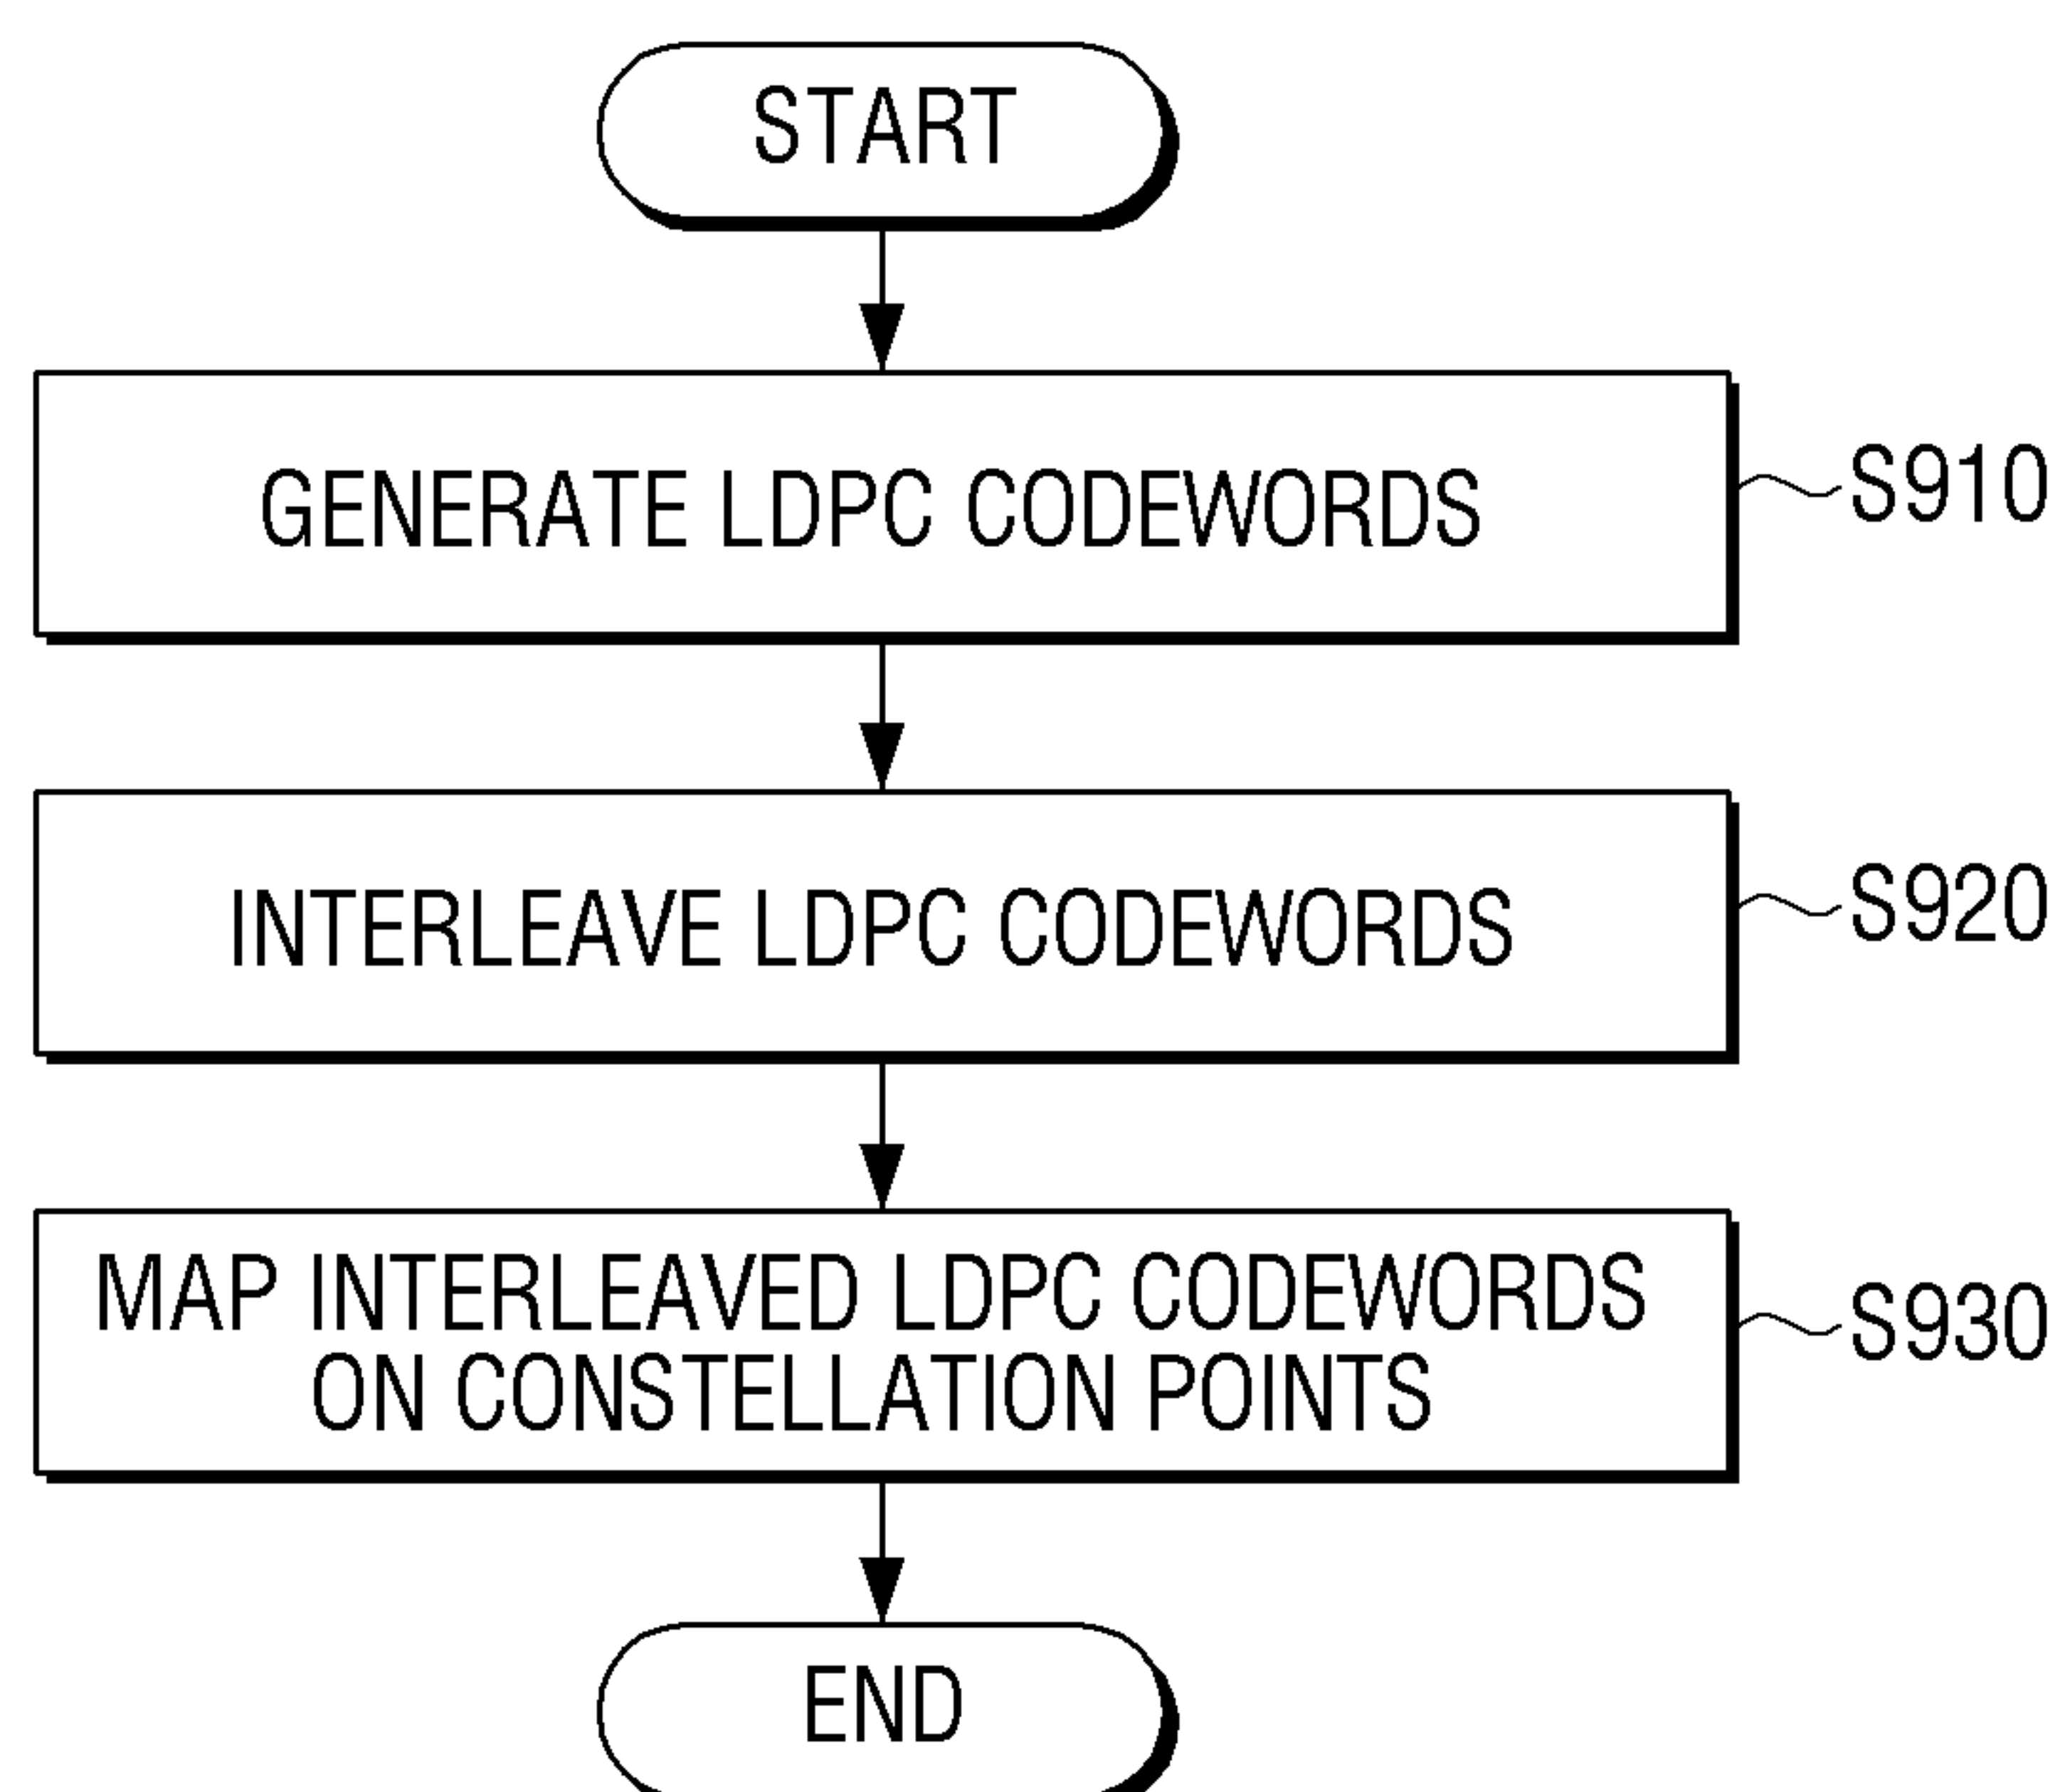 START
GENERATE LDPC CODEWORDS
S910
INTERLEAVE LDPC CODEWORDS
S920
MAP INTERLEAVED LDPC CODEWORDS
ON CONSTELLATION POINTS
S930
END